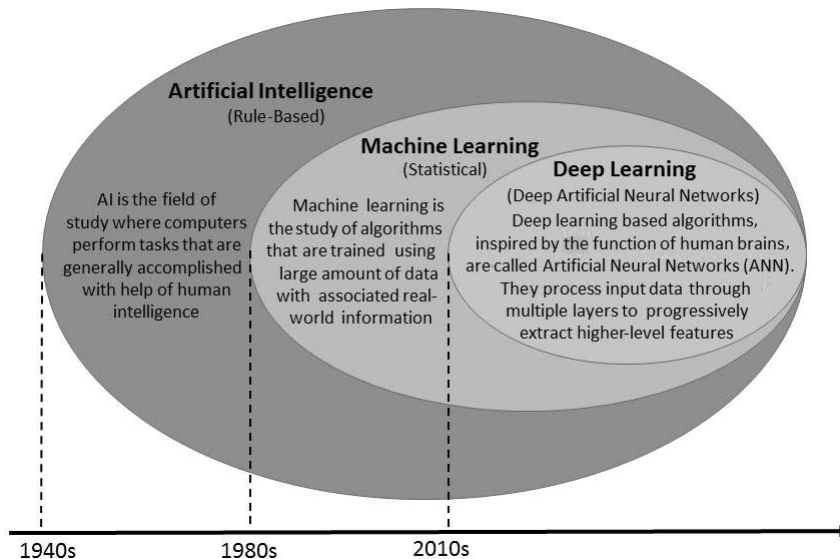 Artificial Intelligence
(Rule-Based)
AI is the field of
study where computers
perform tasks that are
generally accomplished
with help of human
intelligence
Machine Learning
(Statistical)
Machine learning is
the study of algorithms
that are trained using
large amount of data
with associated real-
world information
Deep Learning
(Deep Artificial Neural Networks)
Deep learning based algorithms,
inspired by the function of human brains,
are called Artificial Neural Networks (ANN).
They process input data through
multiple layers to progressively
extract higher-level features
1940s
1980s
2010s